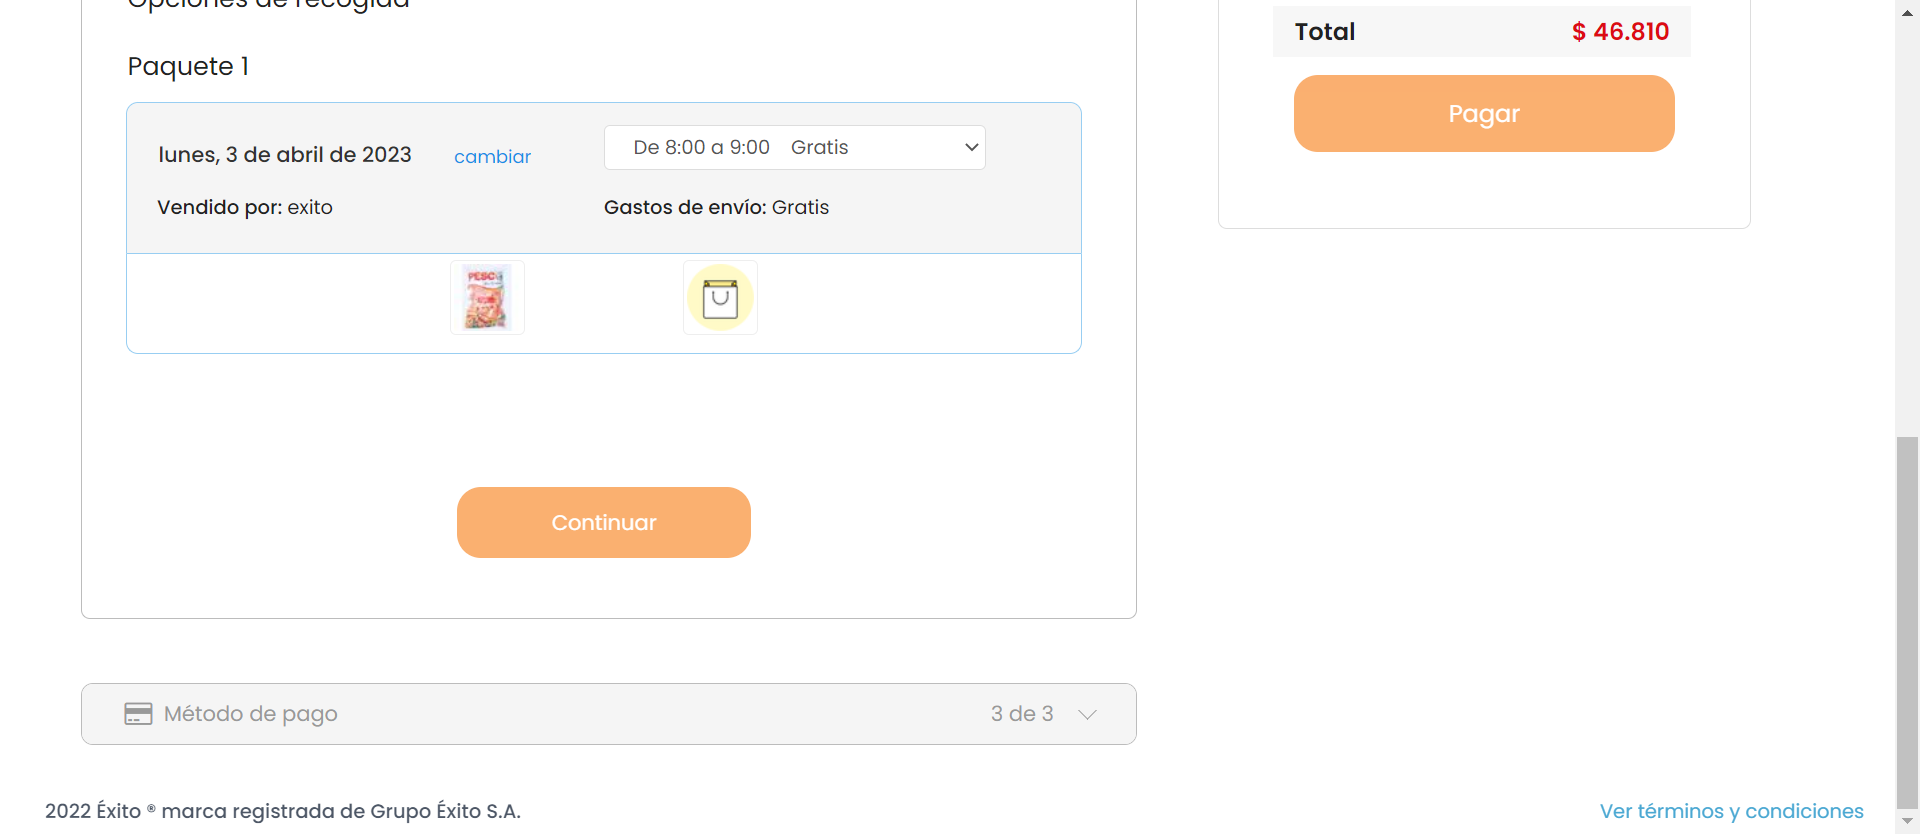 Opciones de recogida
Paquete 1
lunes, 3 de abril de 2023
cambiar
De 8:00 a 9:00 Gratis
Vendido por: exito
Gastos de envío: Gratis
PESC
Continuar
Método de pago
3 de 3
Total
$ 46.810
Pagar
2022 Éxito ® marca registrada de Grupo Éxito S.A.
Ver términos y condiciones